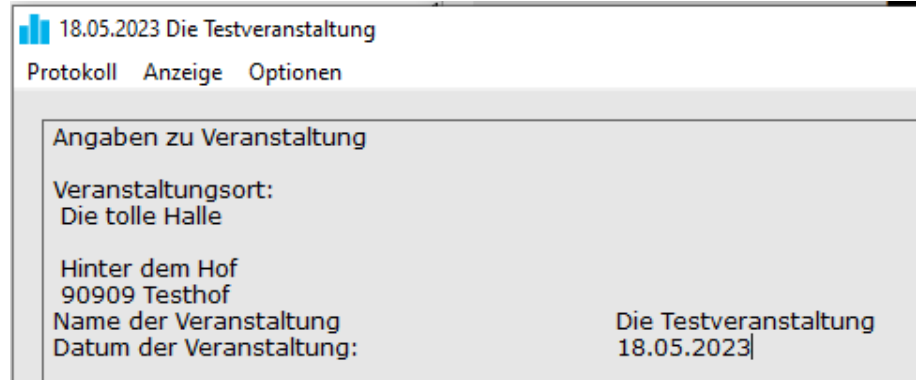 18.05.2023 Die Testveranstaltung
Protokoll Anzeige Optionen
Angaben zu Veranstaltung
Veranstaltungsort:
Die tolle Halle
Hinter dem Hof
90909 Testhof
Name der Veranstaltung Die Testveranstaltung
Datum der Veranstaltung: 18.05.2023